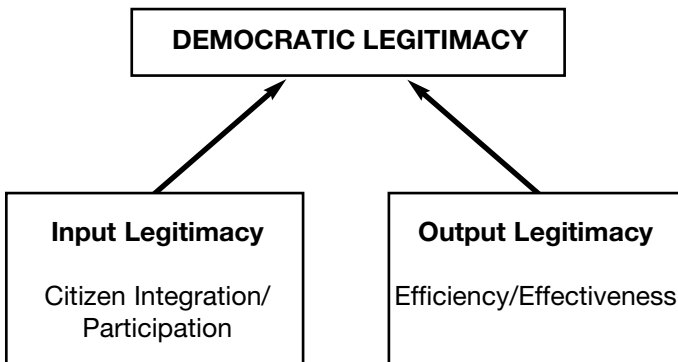 DEMOCRATIC LEGITIMACY
Input Legitimacy
Citizen Integration/
Participation
Output Legitimacy
Efficiency/Effectiveness